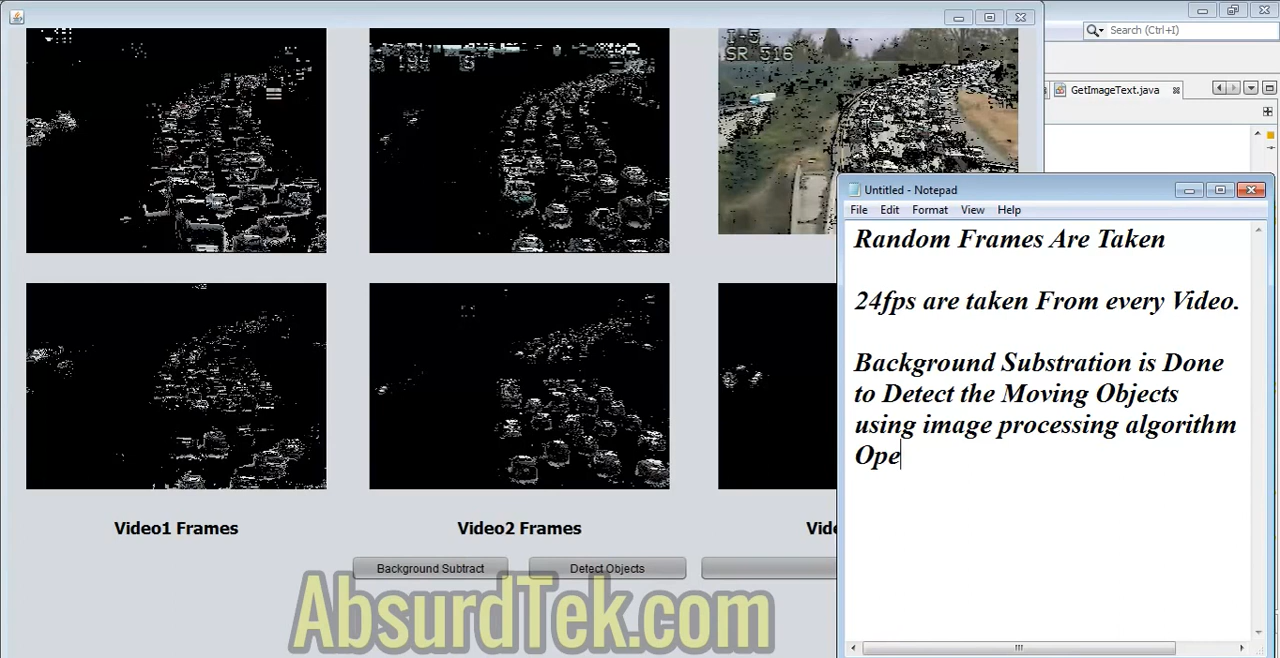 I-5
SR 516
Search (Ctrl+I)
GetImageText.java
Untitled - Notepad
File Edit Format View Help
Random Frames Are Taken
24fps are taken From every Video.
Background Substration is Done
to Detect the Moving Objects
using image processing algorithm
Ope
Video1 Frames
Video2 Frames
Background Subtract
Detect Objects
AbsurdTek.com